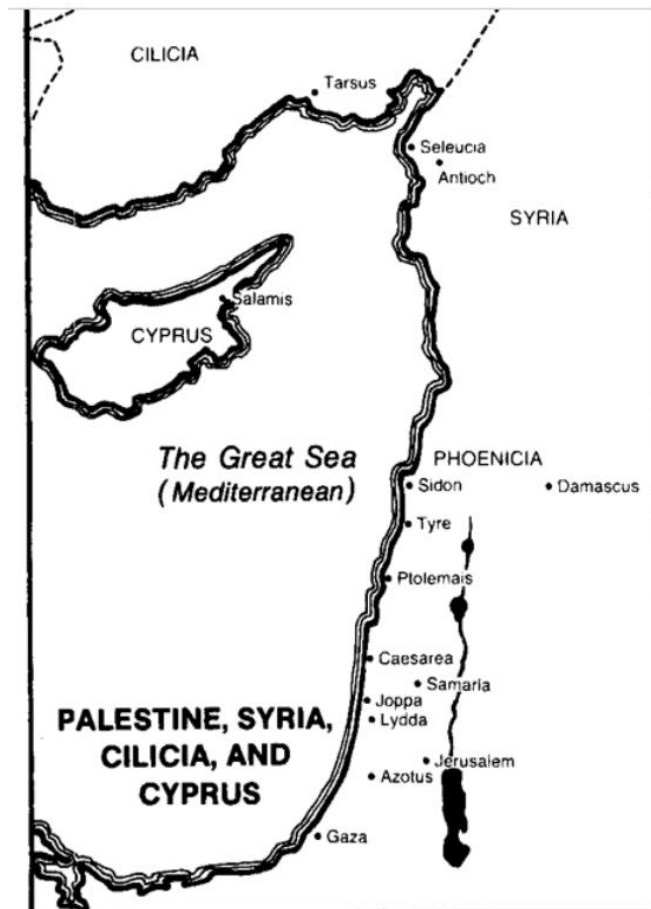 CILICIA
Tarsus
Seleucia
Antioch
SYRIA
Salamis
CYPRUS
The Great Sea
(Mediterranean)
PHOENICIA
Sidon
Damascus
Tyre
Ptolemais
Caesarea
Samaria
Joppa
Lydda
PALESTINE, SYRIA,
CILICIA, AND
CYPRUS
Jerusalem
Azotus
Gaza